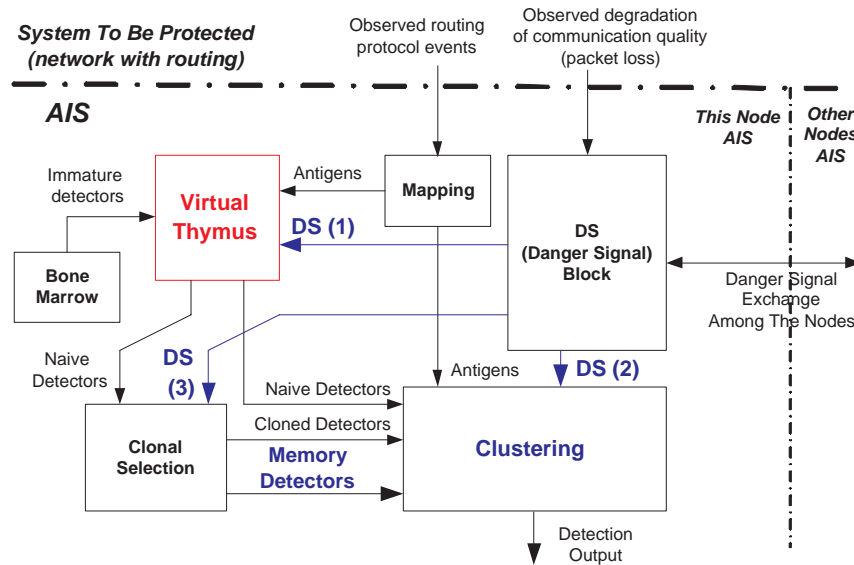 System To Be Protected
(network with routing)
Observed routing
protocol events
Observed degradation
of communication quality
(packet loss)
AIS
This Node
AIS
Other
Nodes
AIS
Immature
detectors
Virtual
Thymus
Antigens
Mapping
DS
(Danger Signal)
Block
DS (1)
Bone
Marrow
Danger Signal
Exchange
Among The Nodes
Naive
Detectors
DS
(3)
Naive Detectors
Antigens
DS (2)
Clonal
Selection
Cloned Detectors
Memory
Detectors
Clustering
Detection
Output